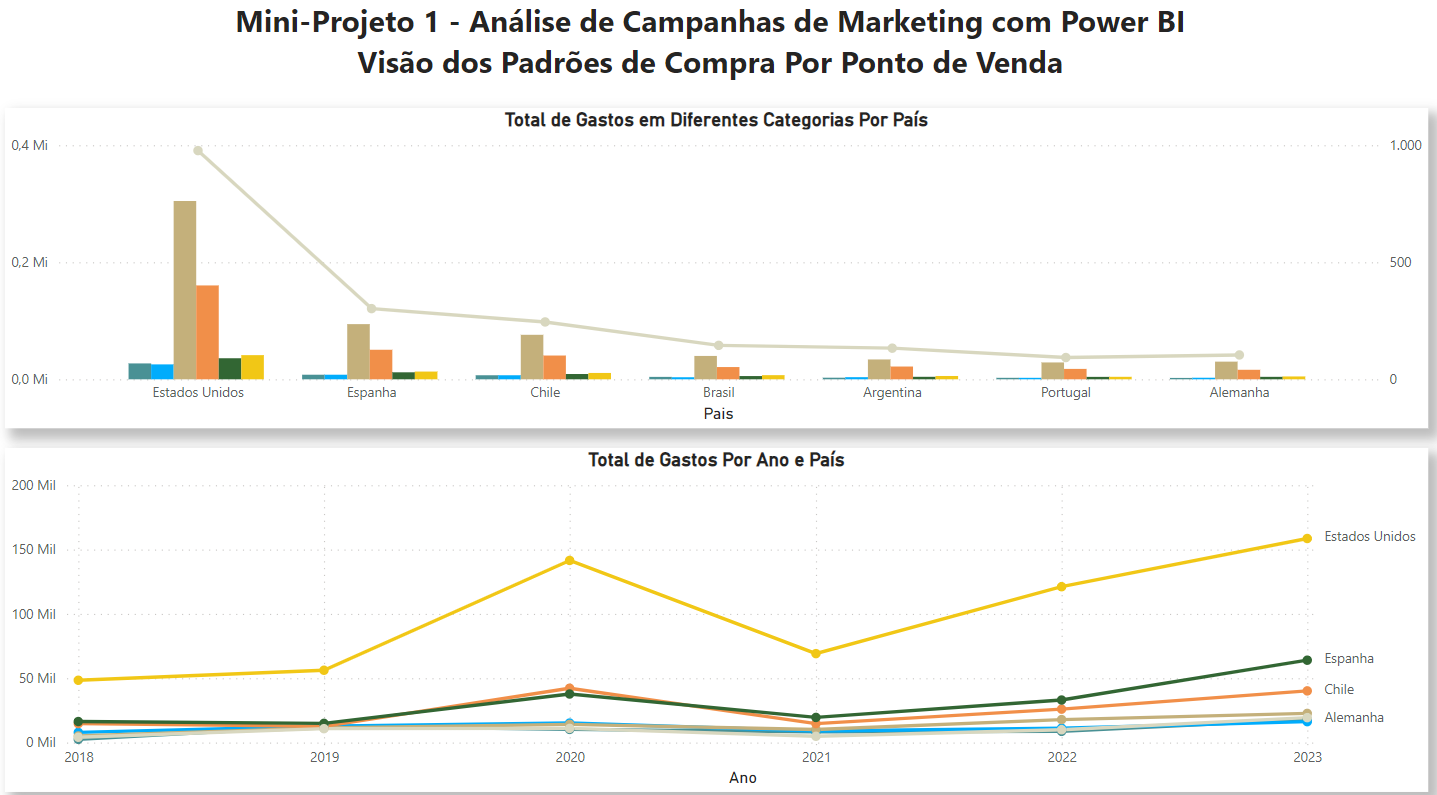 Mini-Projeto 1 - Análise de Campanhas de Marketing com Power BI
Visão dos Padrões de Compra Por Ponto de Venda
Total de Gastos em Diferentes Categorias Por País
0,4 Mi
1.000
0,2 Mi
500
0,0 Mi
0
Estados Unidos
Espanha
Chile
Brasil
Argentina
Portugal
Alemanha
Pais
Total de Gastos Por Ano e País
200 Mil
150 Mil
Estados Unidos
100 Mil
50 Mil
Espanha
Chile
Alemanha
0 Mil
2018
2019
2020
2021
2022
2023
Ano